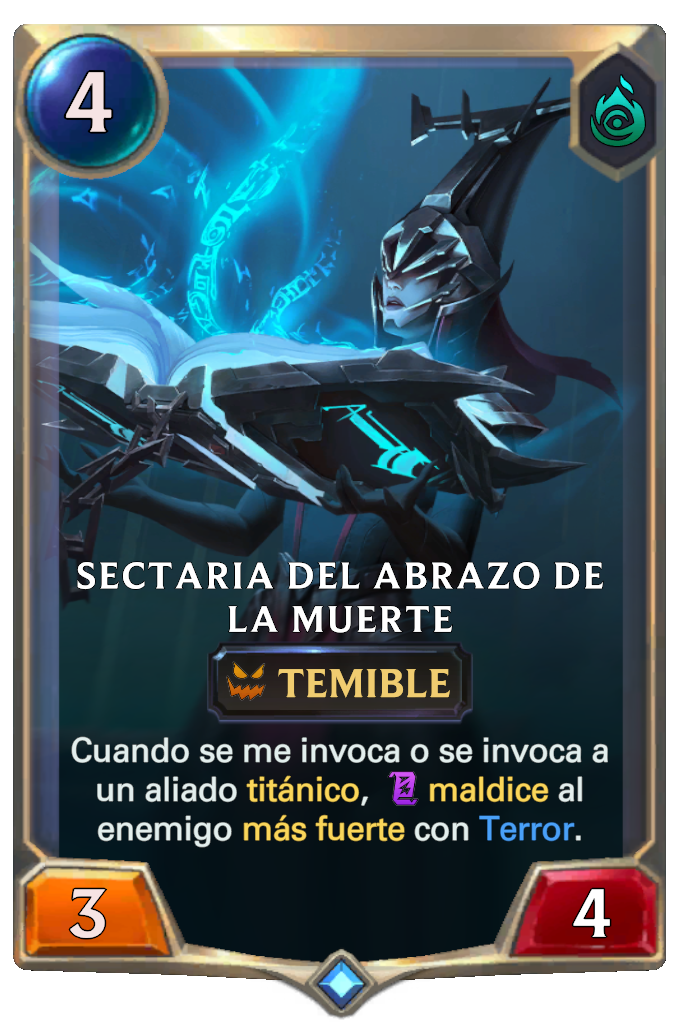 4
SECTARIA DEL ABRAZO DE
LA MUERTE
TEMIBLE
Cuando se me invoca o se invoca a
un aliado titánico, maldice al
enemigo más fuerte con Terror.
3
4